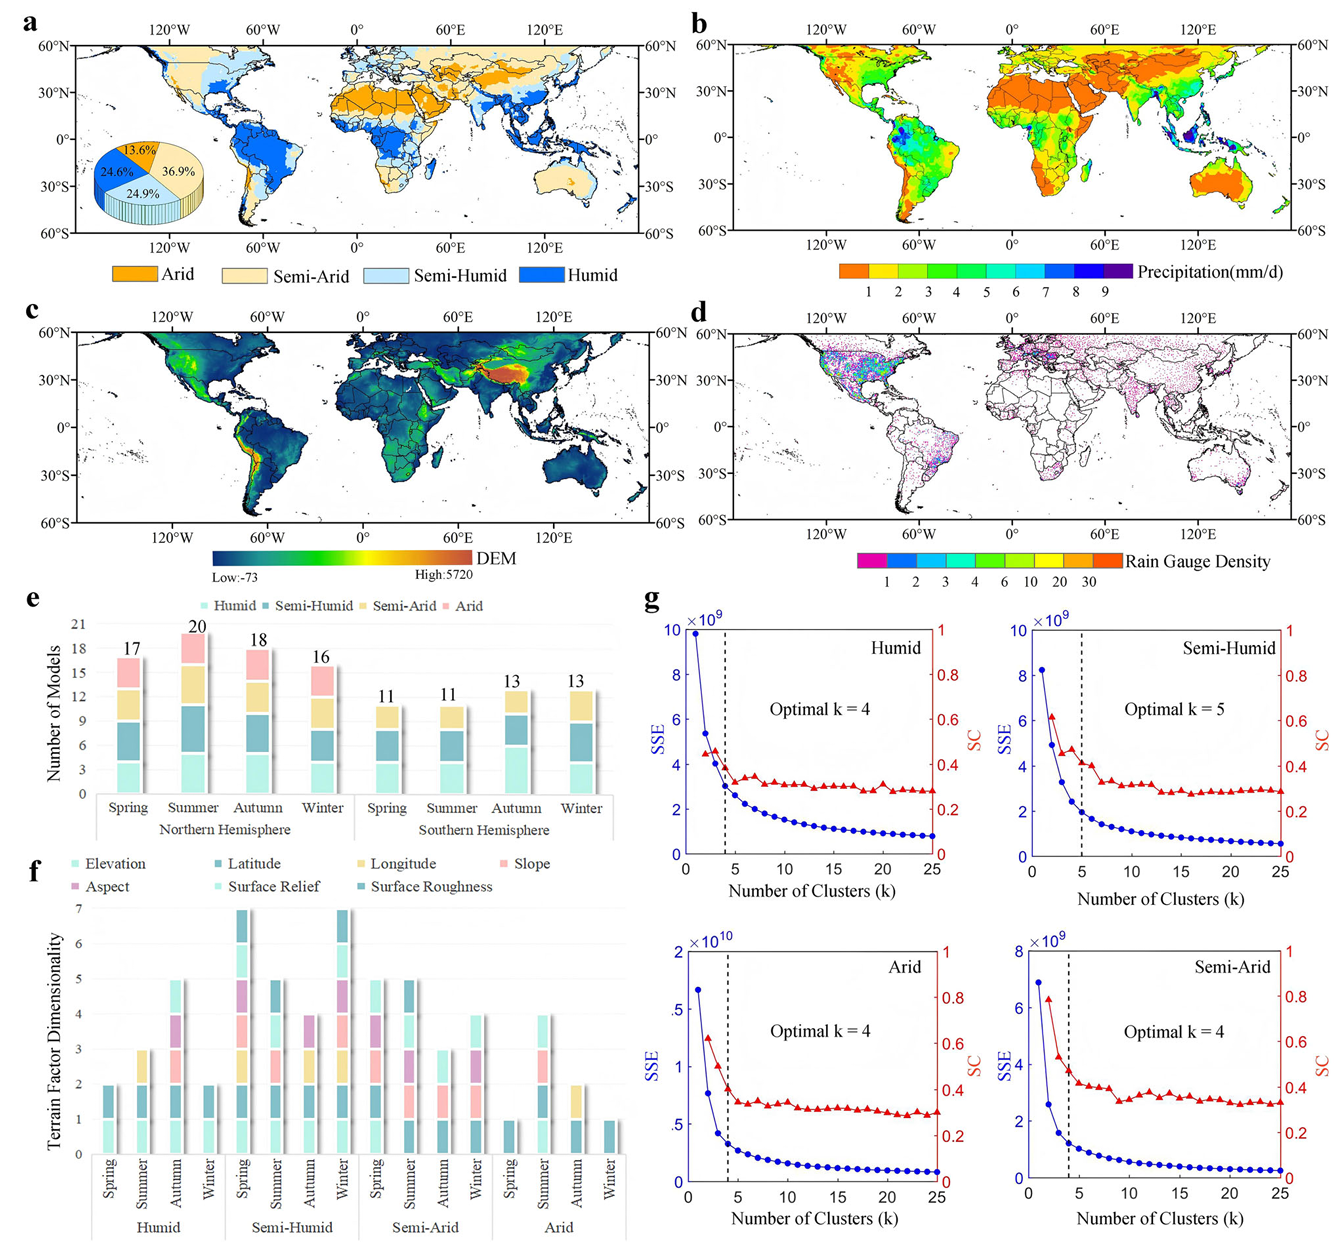 a
120°W 60°W 0° 60°E 120°E
60°N 60°N
30°N 30°N
0° 0°
30°S 30°S
60°S 60°S
13.6%
24.6% 36.9%
24.9%
120°W 60°W 0° 60°E 120°E
Arid Semi-Arid Semi-Humid Humid
b
120°W 60°W 0° 60°E 120°E
60°N 60°N
30°N 30°N
0° 0°
30°S 30°S
60°S 60°S
120°W 60°W 0° 60°E 120°E
Precipitation(mm/d)
1 2 3 4 5 6 7 8 9
c
120°W 60°W 0° 60°E 120°E
60°N 60°N
30°N 30°N
0° 0°
30°S 30°S
60°S 60°S
120°W 60°W 0° 60°E 120°E
DEM
Low:-73 High:5720
d
120°W 60°W 0° 60°E 120°E
60°N 60°N
30°N 30°N
0° 0°
30°S 30°S
60°S 60°S
120°W 60°W 0° 60°E 120°E
Rain Gauge Density
1 2 3 4 6 10 20 30
e
Humid Semi-Humid Semi-Arid Arid
Number of Models
21
18
15
12
9
6
3
0
17 20 18 16 11 11 13 13
Spring Summer Autumn Winter Spring Summer Autumn Winter
Northern Hemisphere Southern Hemisphere
f
Elevation Latitude Longitude Slope
Aspect Surface Relief Surface Roughness
Terrain Factor Dimensionality
7
6
5
4
3
2
1
0
Spring Summer Autumn Winter Spring Summer Autumn Winter Spring Summer Autumn Winter Spring Summer Autumn Winter
Humid Semi-Humid Semi-Arid Arid
g
×10⁹
10 1
8 0.8
6 0.6
4 0.4
2 0.2
0 0
SSE
SC
Humid
Optimal k = 4
5 10 15 20 25
Number of Clusters (k)
×10⁹
10 1
8 0.8
6 0.6
4 0.4
2 0.2
0 0
SSE
SC
Semi-Humid
Optimal k = 5
0 5 10 15 20 25
Number of Clusters (k)
×10¹⁰
2 1
.5 0.8
1 0.6
.5 0.4
0.2
0 0
SSE
SC
Arid
Optimal k = 4
0 5 10 15 20 25
Number of Clusters (k)
×10⁹
8 1
6 0.8
4 0.6
2 0.4
0.2
0 0
SSE
SC
Semi-Arid
Optimal k = 4
0 5 10 15 20 25
Number of Clusters (k)